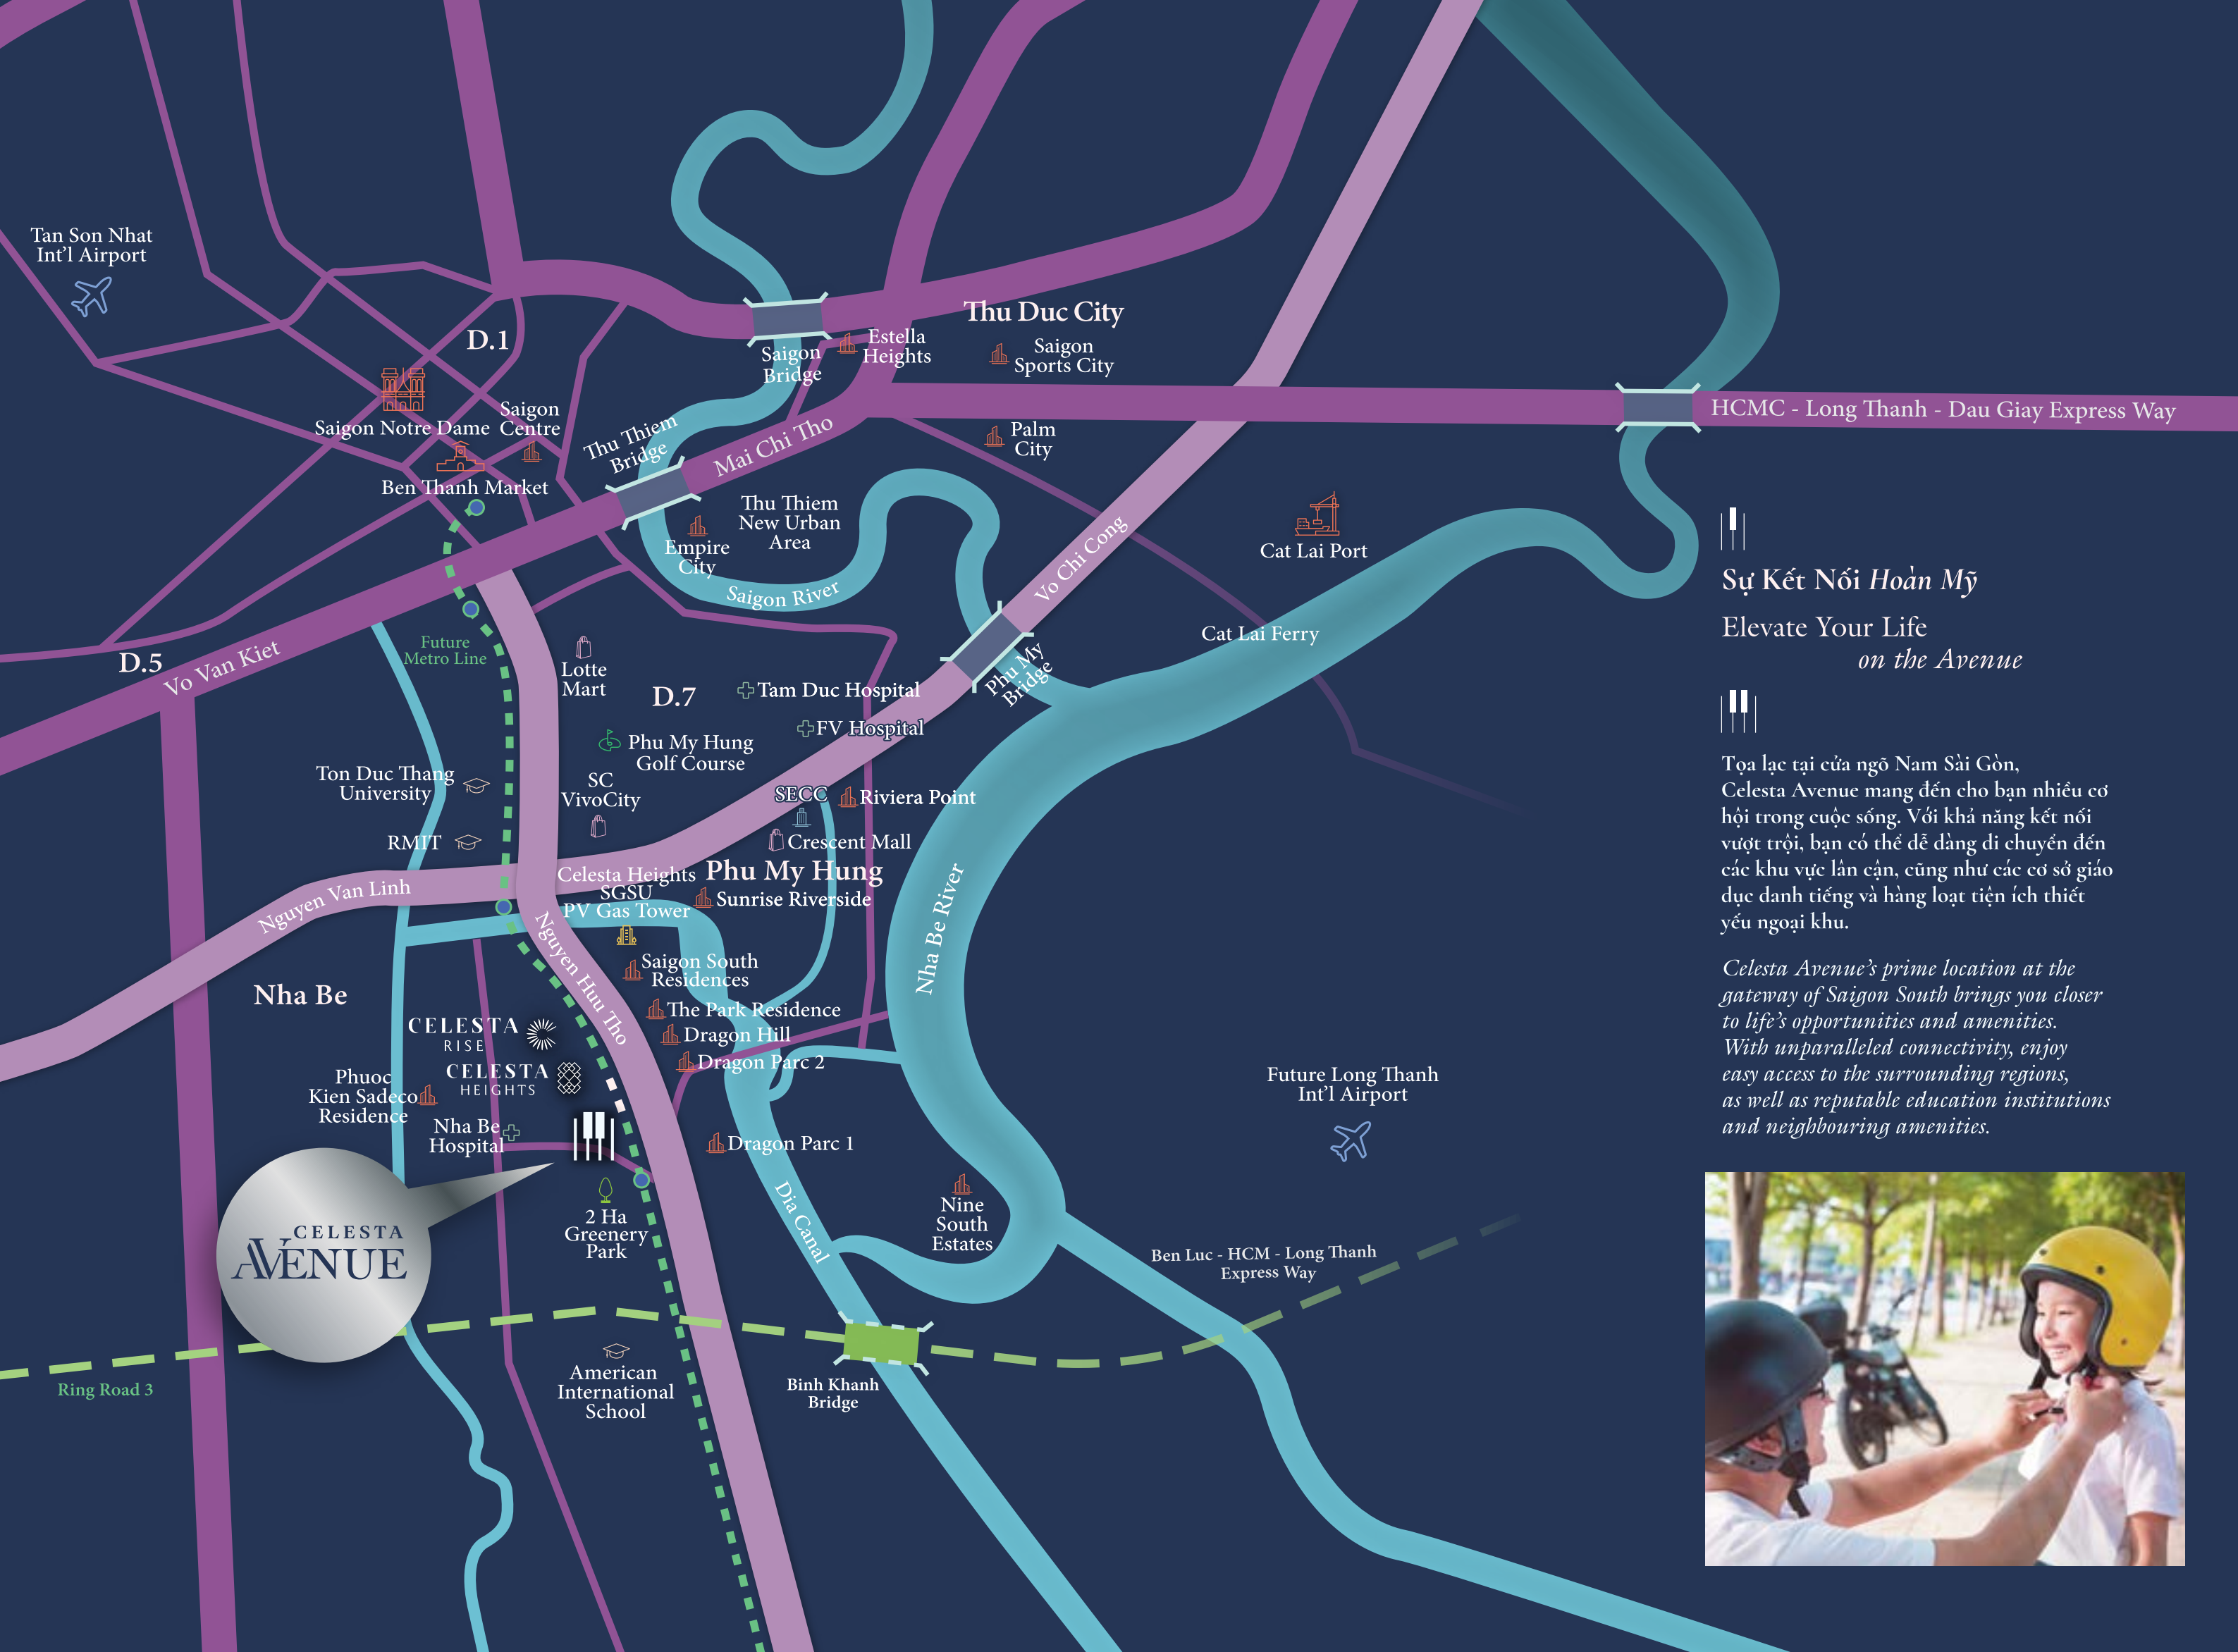 Tan Son Nhat
Int'l Airport
D.1
Saigon Notre Dame
Saigon
Centre
Ben Thanh Market
Thu Thiem
Bridge
Mai Chi Tho
Saigon
Bridge
Estella
Heights
Thu Duc City
Saigon
Sports City
Palm
City
HCMC - Long Thanh - Dau Giay Express Way
Empire
City
Thu Thiem
New Urban
Area
Saigon River
Vo Chi Cong
Cat Lai Port
Cat Lai Ferry
Phu My
Bridge
D.5
Vo Van Kiet
Future
Metro Line
Lotte
Mart
D.7
Tam Duc Hospital
FV Hospital
Phu My Hung
Golf Course
SC
VivoCity
Ton Duc Thang
University
RMIT
SECC
Riviera Point
Crescent Mall
Nguyen Van Linh
Celesta Heights
SGSU
PV Gas Tower
Phu My Hung
Sunrise Riverside
Nguyen Huu Tho
Saigon South
Residences
The Park Residence
Dragon Hill
Dragon Parc 2
Dragon Parc 1
Nha Be River
Nha Be
CELESTA
RISE
CELESTA
HEIGHTS
Phuoc
Kien Sadeco
Residence
Nha Be
Hospital
CELESTA
AVENUE
2 Ha
Greenery
Park
Dia Canal
Nine
South
Estates
Future Long Thanh
Int'l Airport
Ben Luc - HCM - Long Thanh
Express Way
Ring Road 3
American
International
School
Binh Khanh
Bridge
Sự Kết Nối Hoàn Mỹ
Elevate Your Life
on the Avenue
Tọa lạc tại cửa ngõ Nam Sài Gòn,
Celesta Avenue mang đến cho bạn nhiều cơ
hội trong cuộc sống. Với khả năng kết nối
vượt trội, bạn có thể dễ dàng di chuyển đến
các khu vực lân cận, cũng như các cơ sở giáo
dục danh tiếng và hàng loạt tiện ích thiết
yếu ngoại khu.
Celesta Avenue's prime location at the
gateway of Saigon South brings you closer
to life's opportunities and amenities.
With unparalleled connectivity, enjoy
easy access to the surrounding regions,
as well as reputable education institutions
and neighbouring amenities.